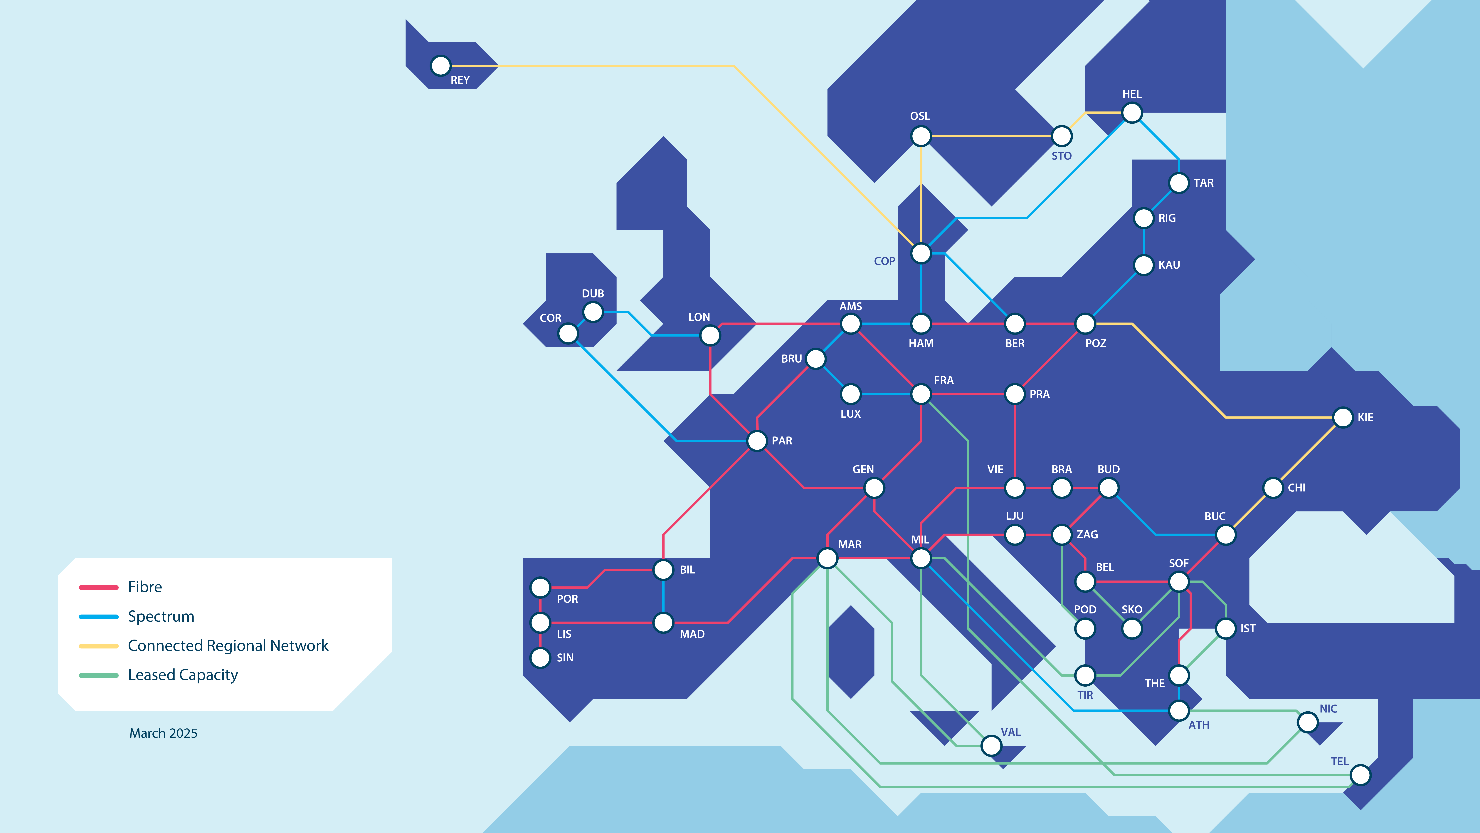 REY
HEL
OSL
STO
TAR
RIG
COP
KAU
DUB
AMS
COR
LON
HAM
BER
POZ
BRU
FRA
PRA
LUX
KIE
PAR
GEN
VIE
BRA
BUD
CHI
LJU
BUC
MAR
MIL
ZAG
BEL
SOF
BIL
Fibre
POR
POD
SKO
Spectrum
LIS
MAD
IST
Connected Regional Network
SIN
Leased Capacity
THE
TIR
NIC
ATH
March 2025
VAL
TEL